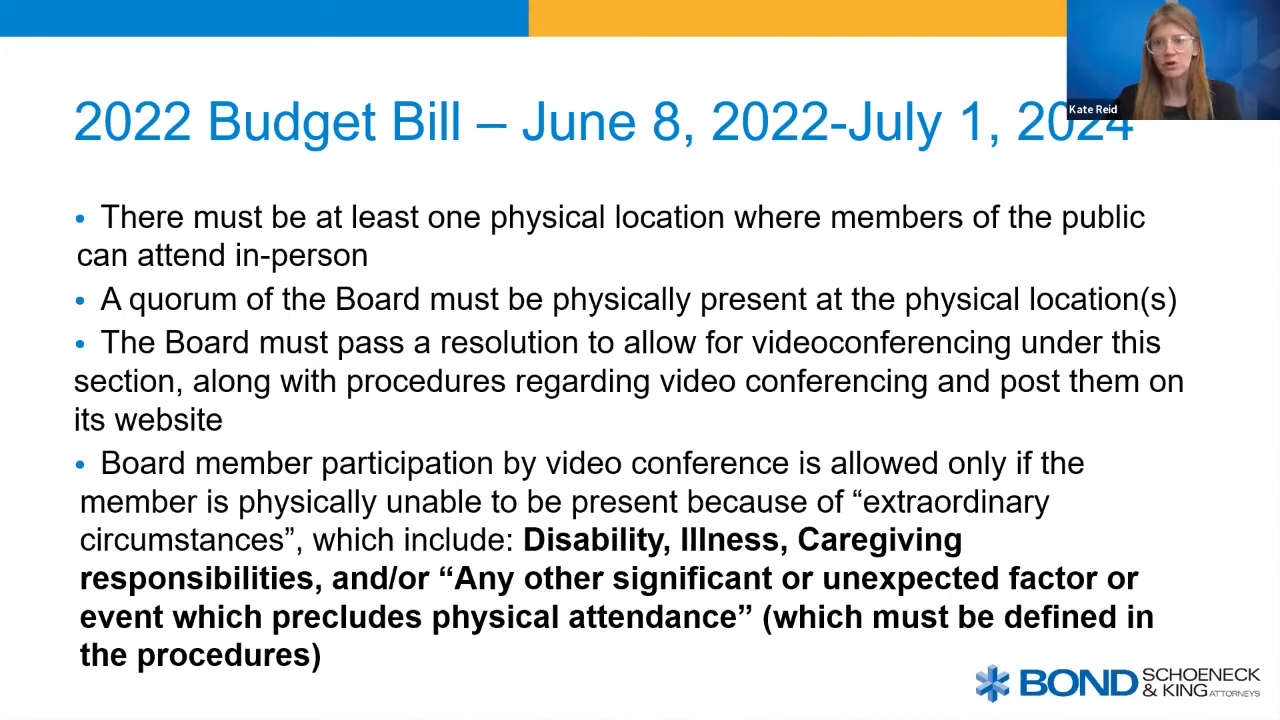 Kate Reid
2022 Budget Bill – June 8, 2022-July 1, 2024
• There must be at least one physical location where members of the public
can attend in-person
• A quorum of the Board must be physically present at the physical location(s)
• The Board must pass a resolution to allow for videoconferencing under this
section, along with procedures regarding video conferencing and post them on
its website
• Board member participation by video conference is allowed only if the
member is physically unable to be present because of “extraordinary
circumstances”, which include: Disability, Illness, Caregiving
responsibilities, and/or “Any other significant or unexpected factor or
event which precludes physical attendance” (which must be defined in
the procedures)
BOND SCHOENECK
& KING ATTORNEYS